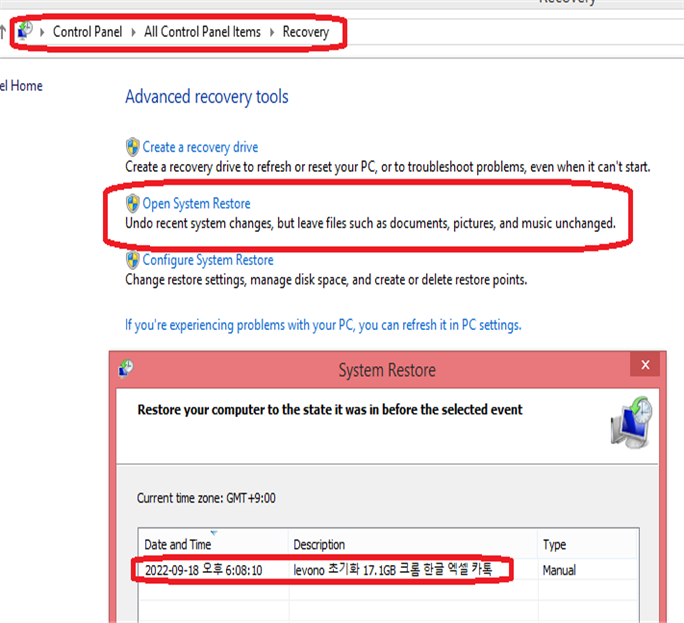 Recovery
Control Panel All Control Panel Items Recovery
el Home
Advanced recovery tools
Create a recovery drive
Create a recovery drive to refresh or reset your PC, or to troubleshoot problems, even when it can't start.
Open System Restore
Undo recent system changes, but leave files such as documents, pictures, and music unchanged.
Configure System Restore
Change restore settings, manage disk space, and create or delete restore points.
If you're experiencing problems with your PC, you can refresh it in PC settings.
System Restore
Restore your computer to the state it was in before the selected event
Current time zone: GMT+9:00
Date and Time Description Type
2022-09-18 오후 6:08:10 levono 초기화 17.1GB 크롬 한글 엑셀 카톡 Manual